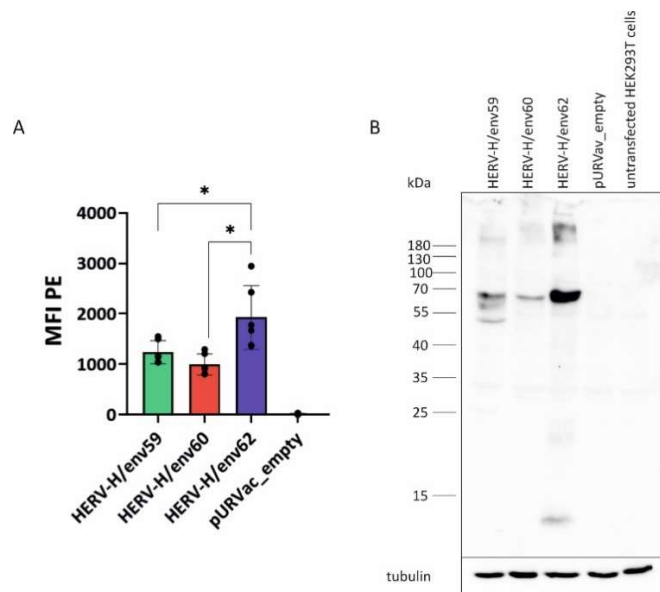 A
MFI PE
4000
3000
2000
1000
0
*
*
HERV-H/env59
HERV-H/env60
HERV-H/env62
pURVac_empty
B
HERV-H/env59
HERV-H/env60
HERV-H/env62
pURVav_empty
untransfected HEK293T cells
kDa
180
130
100
70
55
40
35
25
15
tubulin